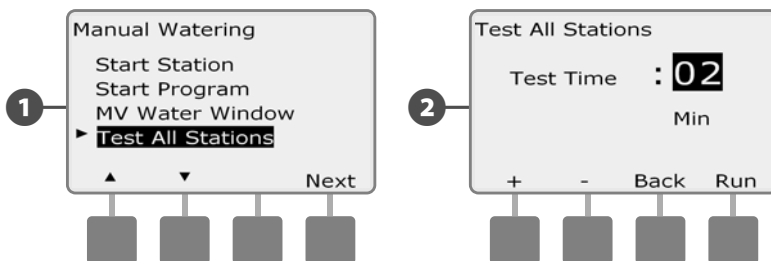 1
Manual Watering
Start Station
Start Program
MV Water Window
► Test All Stations
▲ ▼ Next
2
Test All Stations
Test Time : 02
Min
+ - Back Run